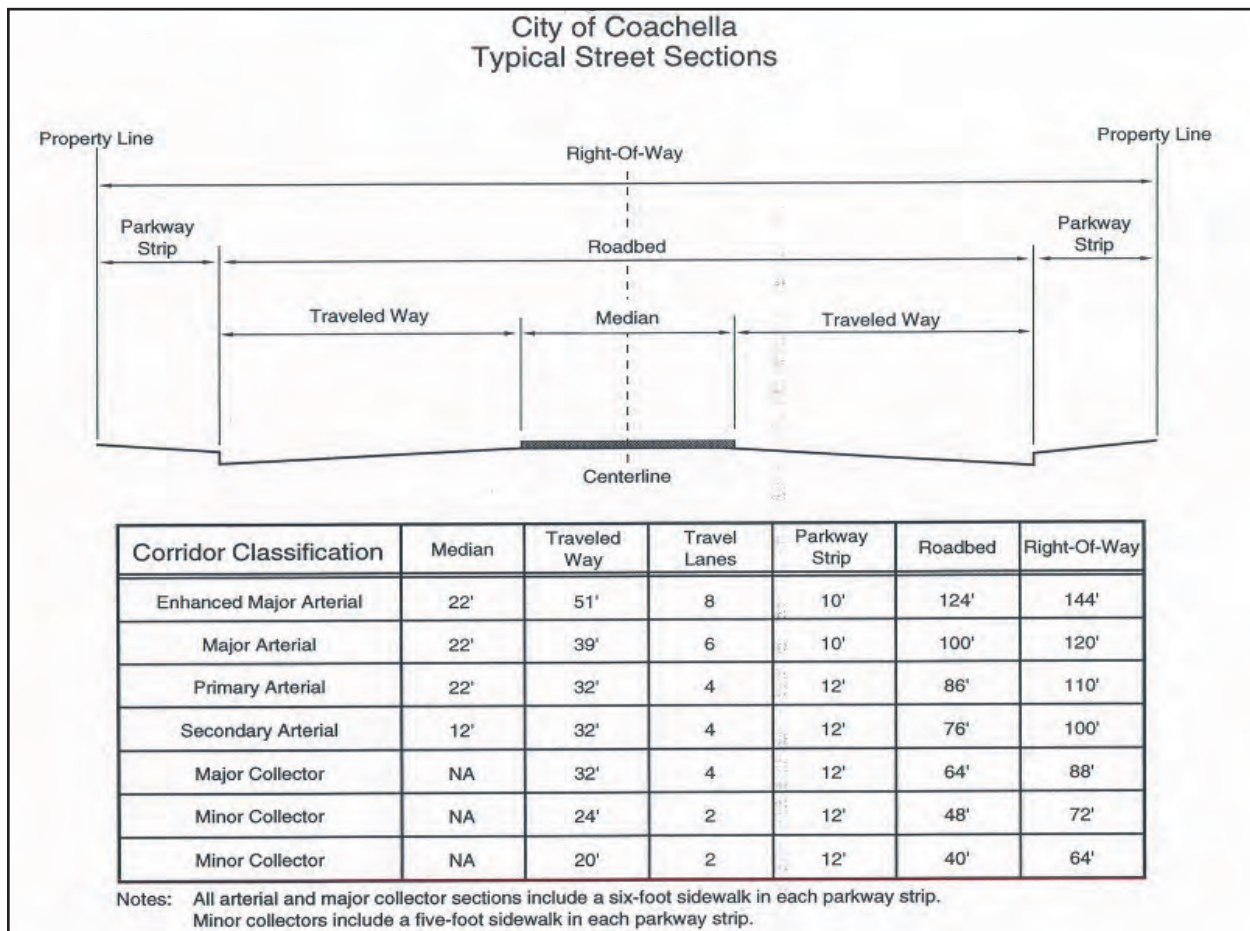 City of Coachella
Typical Street Sections
Property Line
Property Line
Right-Of-Way
Parkway
Strip
Parkway
Strip
Roadbed
Traveled Way
Median
Traveled Way
Centerline
Corridor Classification Median Traveled Way Travel Lanes Parkway Strip Roadbed Right-Of-Way
Enhanced Major Arterial 22' 51' 8 10' 124' 144'
Major Arterial 22' 39' 6 10' 100' 120'
Primary Arterial 22' 32' 4 12' 86' 110'
Secondary Arterial 12' 32' 4 12' 76' 100'
Major Collector NA 32' 4 12' 64' 88'
Minor Collector NA 24' 2 12' 48' 72'
Minor Collector NA 20' 2 12' 40' 64'
Notes: All arterial and major collector sections include a six-foot sidewalk in each parkway strip.
Minor collectors include a five-foot sidewalk in each parkway strip.